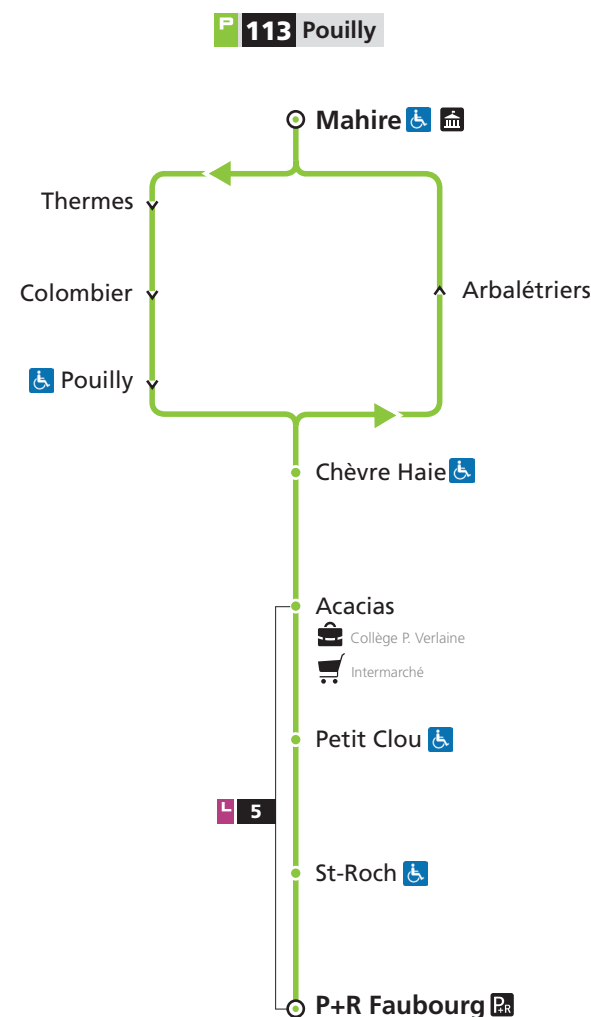 P 113 Pouilly
Mahire
Thermes
Colombier
Arbalétriers
Pouilly
Chèvre Haie
Acacias
Collège P. Verlaine
Intermarché
Petit Clou
L 5
St-Roch
P+R Faubourg P+R